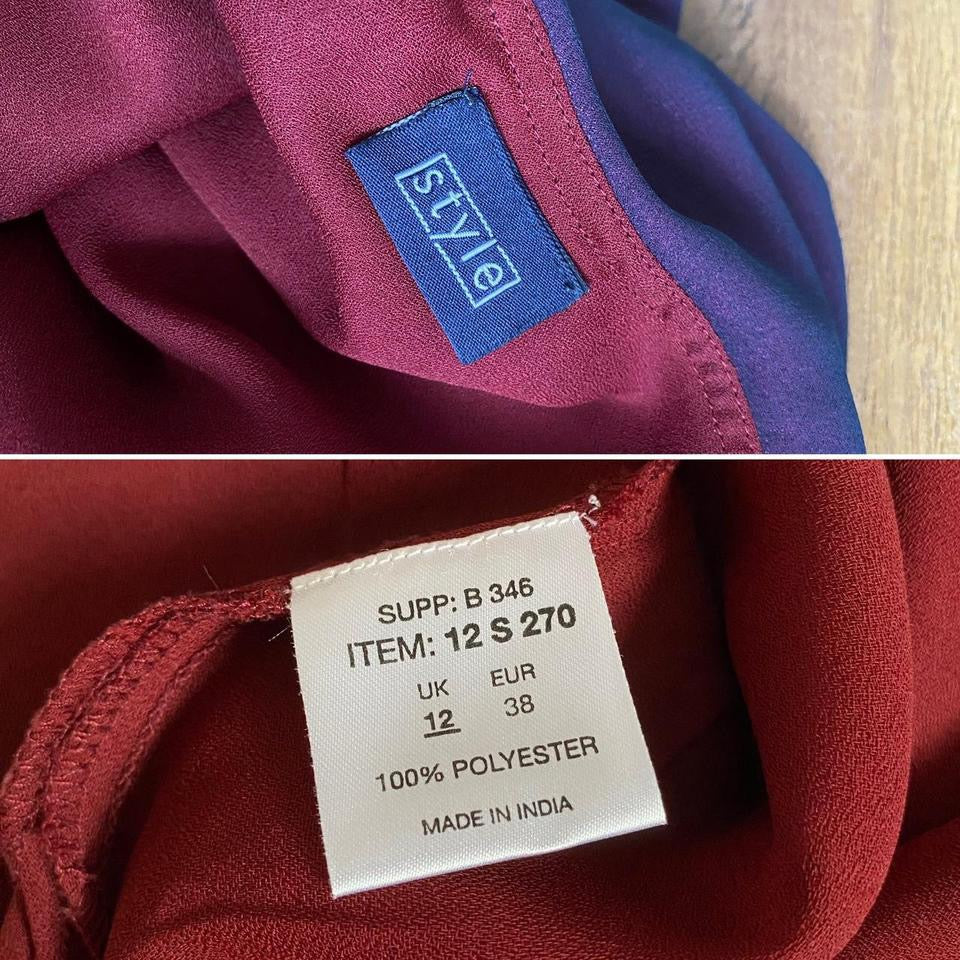 style
SUPP: B 346
ITEM: 12 S 270
UK EUR
12 38
100% POLYESTER
MADE IN INDIA